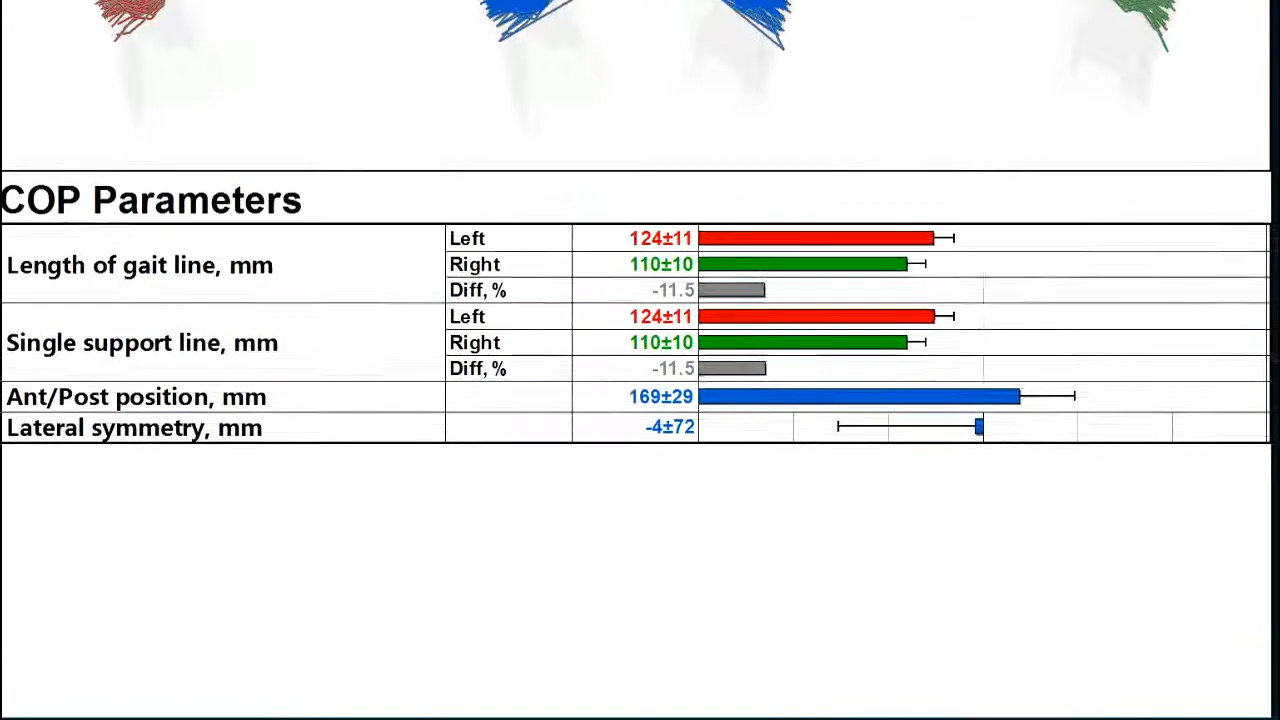 COP Parameters
Length of gait line, mm
Left 124±11
Right 110±10
Diff, % -11.5
Single support line, mm
Left 124±11
Right 110±10
Diff, % -11.5
Ant/Post position, mm 169±29
Lateral symmetry, mm -4±72